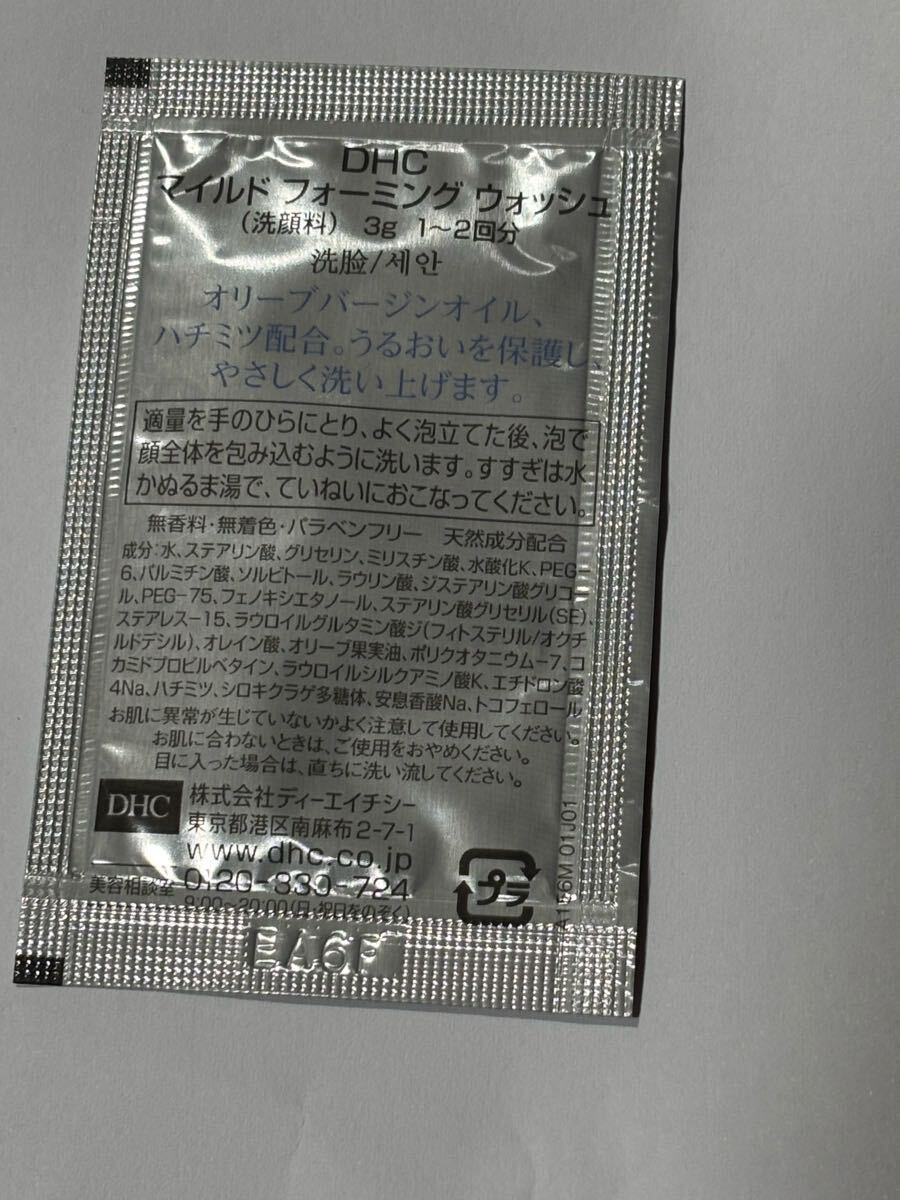 DHC
マイルド フォーミング ウォッシュ
(洗顔料) 3g 1〜2回分
洗脸/세안
オリーブバージンオイル、
ハチミツ配合。うるおいを保護し、
やさしく洗い上げます。
適量を手のひらにとり、よく泡立てた後、泡で
顔全体を包み込むように洗います。すすぎは水
かぬるま湯で、ていねいにおこなってください。
無香料・無着色・パラベンフリー 天然成分配合
成分:水、ステアリン酸、グリセリン、ミリスチン酸、水酸化K、PEG-
6、パルミチン酸、ソルビトール、ラウリン酸、ジステアリン酸グリコー
ル、PEG-75、フェノキシエタノール、ステアリン酸グリセリル(SE)、
ステアレス-15、ラウロイルグルタミン酸ジ(フィトステリル/オクチ
ルドデシル)、オレイン酸、オリーブ果実油、ポリクオタニウム-7、コ
カミドプロピルベタイン、ラウロイルシルクアミノ酸K、エチドロン酸
4Na、ハチミツ、シロキクラゲ多糖体、安息香酸Na、トコフェロール
お肌に異常が生じていないかよく注意して使用してください。
お肌に合わないときは、ご使用をおやめください。
目に入った場合は、直ちに洗い流してください。
DHC 株式会社ディーエイチシー
東京都港区南麻布2-7-1
www.dhc.co.jp
美容相談室 0120-330-724
9:00〜20:00(日・祝日をのぞく)
プラ
01J01